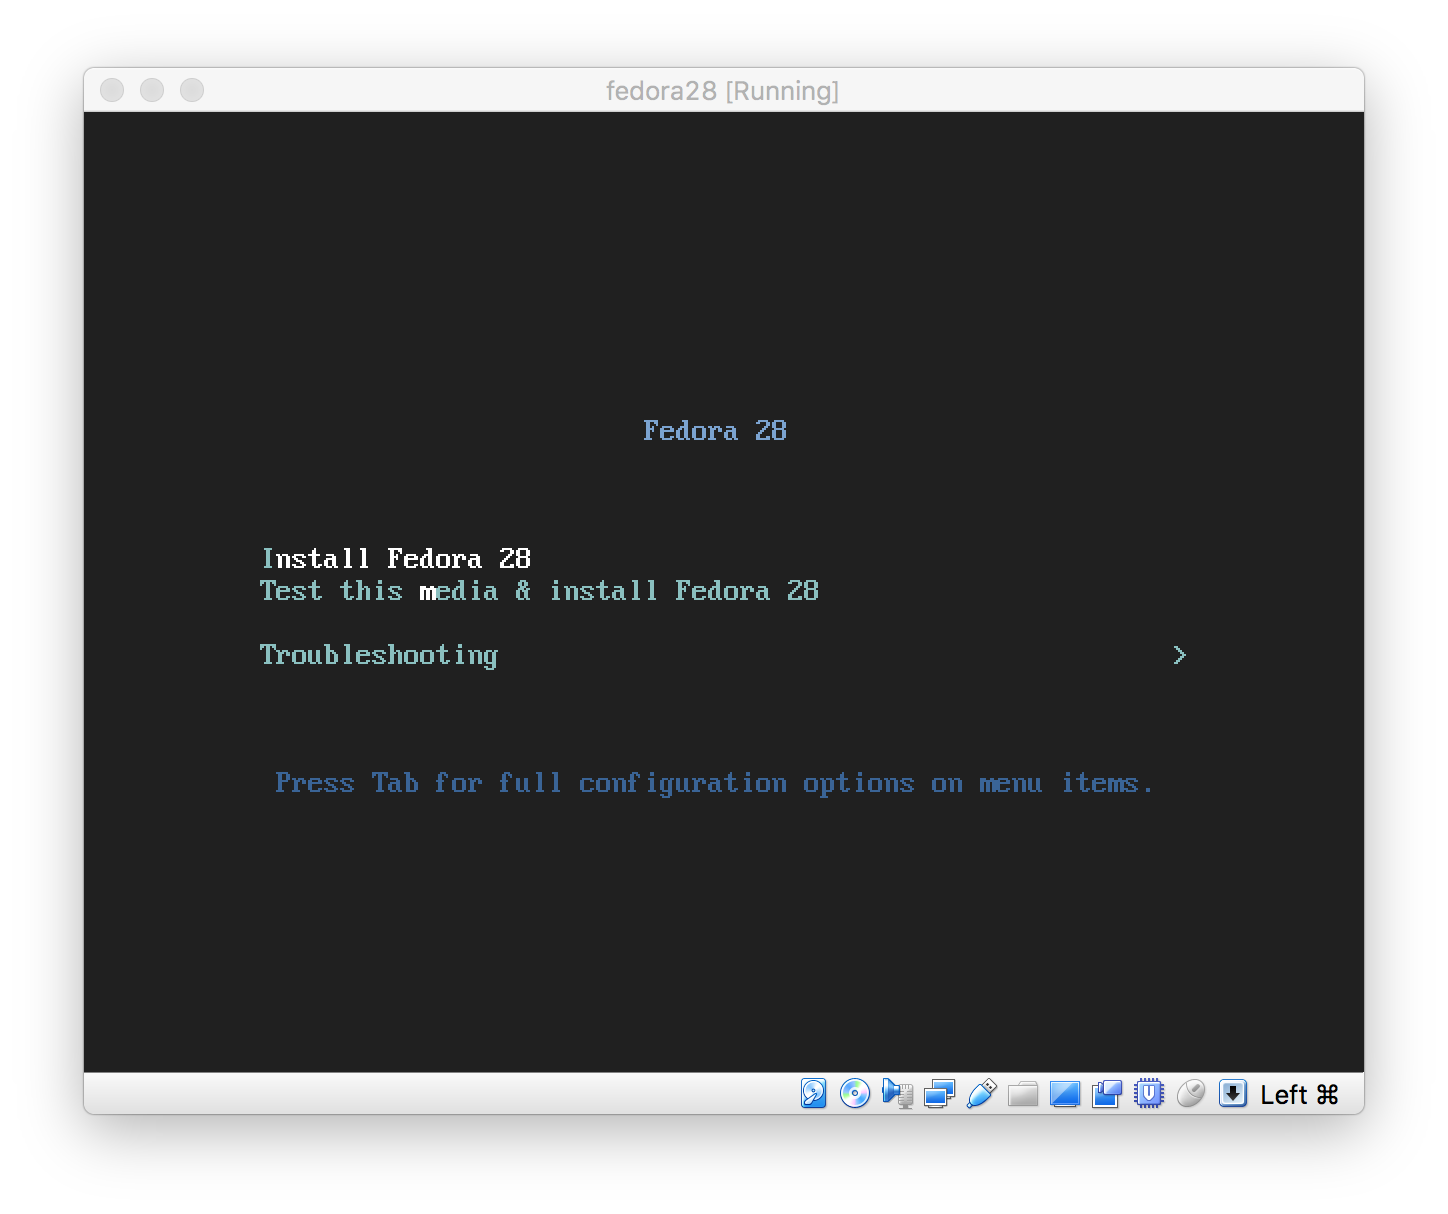 fedora28 [Running]
Fedora 28
Install Fedora 28
Test this media & install Fedora 28
Troubleshooting >
Press Tab for full configuration options on menu items.
Left ⌘